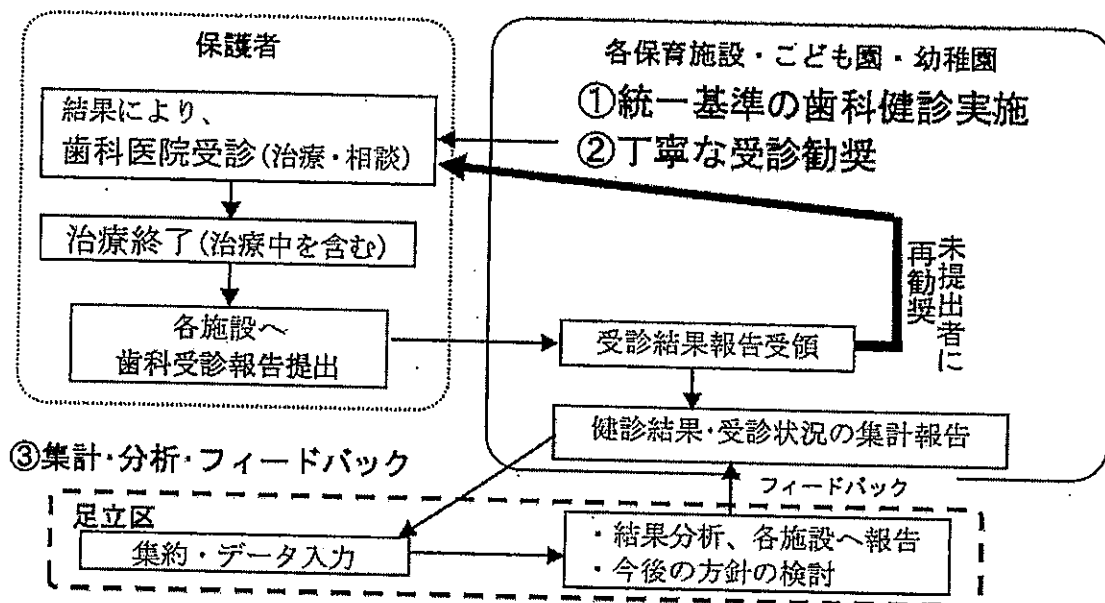 保護者
結果により、
歯科医院受診(治療・相談)
治療終了(治療中を含む)
各施設へ
歯科受診報告提出
各保育施設・こども園・幼稚園
①統一基準の歯科健診実施
②丁寧な受診勧奨
未提出者に
再勧奨
受診結果報告受領
健診結果・受診状況の集計報告
③集計・分析・フィードバック
フィードバック
足立区
集約・データ入力
・結果分析、各施設へ報告
・今後の方針の検討